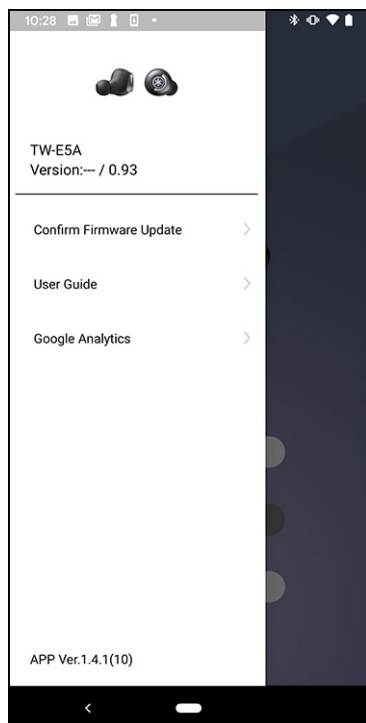 10:28
TW-E5A
Version:--- / 0.93
Confirm Firmware Update
User Guide
Google Analytics
APP Ver.1.4.1(10)